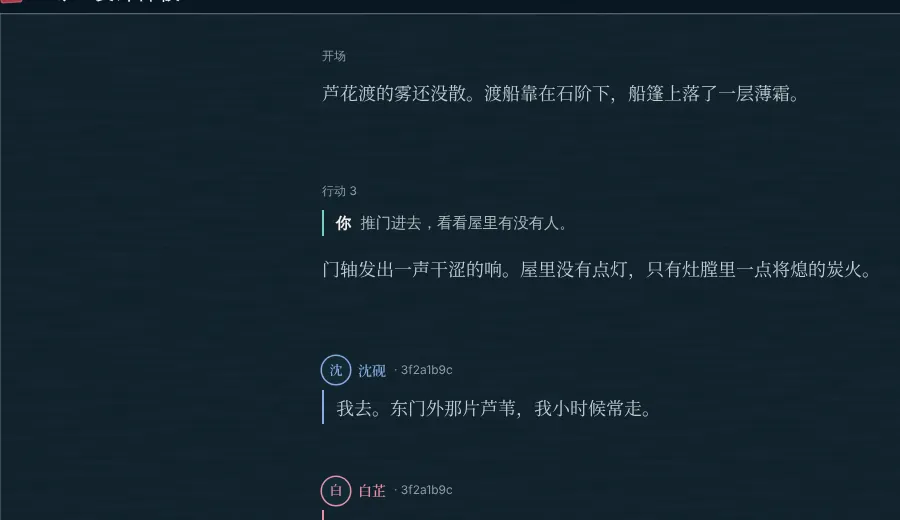 开场
芦花渡的雾还没散。渡船靠在石阶下，船篷上落了一层薄霜。
行动 3
你 推门进去，看看屋里有没有人。
门轴发出一声干涩的响。屋里没有点灯，只有灶膛里一点将熄的炭火。
沈 沈砚 · 3f2a1b9c
我去。东门外那片芦苇，我小时候常走。
白 白芷 · 3f2a1b9c